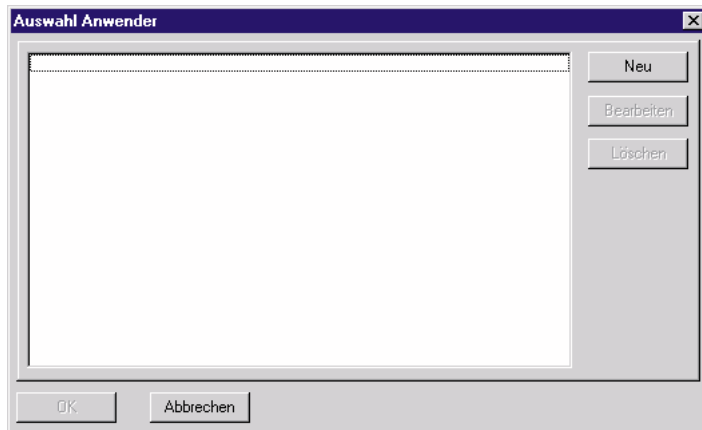 Auswahl Anwender
Neu
Bearbeiten
Löschen
OK
Abbrechen